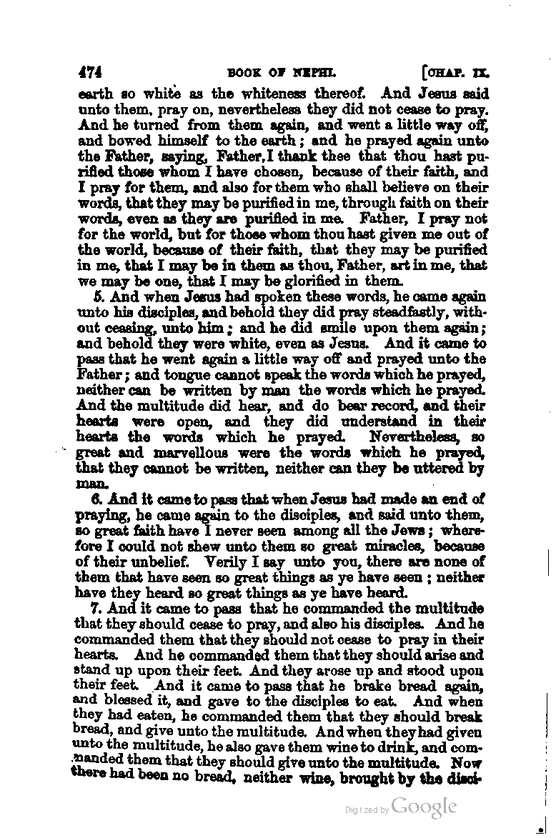 474 BOOK OF NEPHI. [CHAP. IX.
earth so white as the whiteness thereof. And Jesus said
unto them, pray on, nevertheless they did not cease to pray.
And he turned from them again, and went a little way off,
and bowed himself to the earth; and he prayed again unto
the Father, saying, Father, I thank thee that thou hast pu-
rified those whom I have chosen, because of their faith, and
I pray for them, and also for them who shall believe on their
words, that they may be purified in me, through faith on their
words, even as they are purified in me. Father, I pray not
for the world, but for those whom thou hast given me out of
the world, because of their faith, that they may be purified
in me, that I may be in them as thou, Father, art in me, that
we may be one, that I may be glorified in them.
5. And when Jesus had spoken these words, he came again
unto his disciples, and behold they did pray steadfastly, with-
out ceasing, unto him; and he did smile upon them again;
and behold they were white, even as Jesus. And it came to
pass that he went again a little way off and prayed unto the
Father; and tongue cannot speak the words which he prayed,
neither can be written by man the words which he prayed.
And the multitude did hear, and do bear record, and their
hearts were open, and they did understand in their
hearts the words which he prayed. Nevertheless, so
great and marvellous were the words which he prayed,
that they cannot be written, neither can they be uttered by
man.
6. And it came to pass that when Jesus had made an end of
praying, he came again to the disciples, and said unto them,
so great faith have I never seen among all the Jews; where-
fore I could not shew unto them so great miracles, because
of their unbelief. Verily I say unto you, there are none of
them that have seen so great things as ye have seen; neither
have they heard so great things as ye have heard.
7. And it came to pass that he commanded the multitude
that they should cease to pray, and also his disciples. And he
commanded them that they should not cease to pray in their
hearts. And he commanded them that they should arise and
stand up upon their feet. And they arose up and stood upon
their feet. And it came to pass that he brake bread again,
and blessed it, and gave to the disciples to eat. And when
they had eaten, he commanded them that they should break
bread, and give unto the multitude. And when they had given
unto the multitude, he also gave them wine to drink, and com-
manded them that they should give unto the multitude. Now
there had been no bread, neither wine, brought by the disci-
Digitized by Google